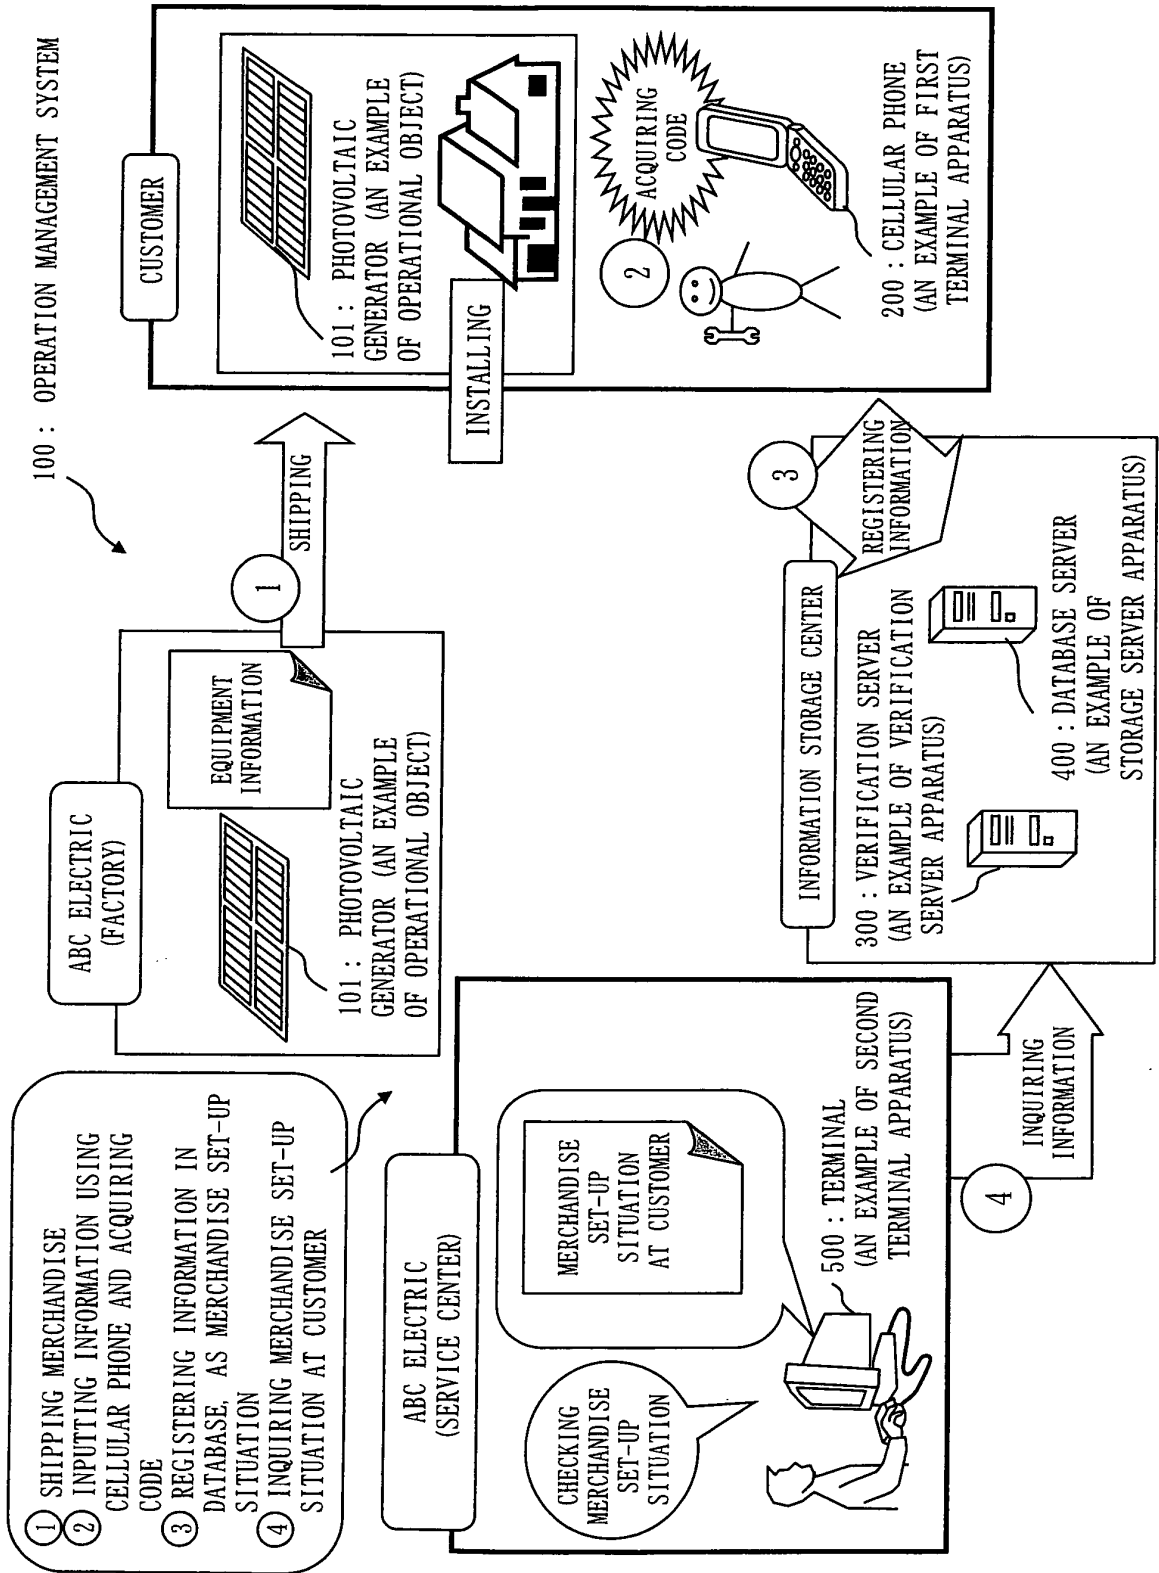 100 : OPERATION MANAGEMENT SYSTEM
1 SHIPPING MERCHANDISE
2 INPUTTING INFORMATION USING
CELLULAR PHONE AND ACQUIRING
CODE
3 REGISTERING INFORMATION IN
DATABASE, AS MERCHANDISE SET-UP
SITUATION
4 INQUIRING MERCHANDISE SET-UP
SITUATION AT CUSTOMER
ABC ELECTRIC
(FACTORY)
EQUIPMENT
INFORMATION
101 : PHOTOVOLTAIC
GENERATOR (AN EXAMPLE
OF OPERATIONAL OBJECT)
1
SHIPPING
CUSTOMER
101 : PHOTOVOLTAIC
GENERATOR (AN EXAMPLE
OF OPERATIONAL OBJECT)
INSTALLING
2
ACQUIRING
CODE
200 : CELLULAR PHONE
(AN EXAMPLE OF FIRST
TERMINAL APPARATUS)
ABC ELECTRIC
(SERVICE CENTER)
CHECKING
MERCHANDISE
SET-UP
SITUATION
MERCHANDISE
SET-UP
SITUATION
AT CUSTOMER
500 : TERMINAL
(AN EXAMPLE OF SECOND
TERMINAL APPARATUS)
4
INQUIRING
INFORMATION
INFORMATION STORAGE CENTER
3
REGISTERING
INFORMATION
300 : VERIFICATION SERVER
(AN EXAMPLE OF VERIFICATION
SERVER APPARATUS)
400 : DATABASE SERVER
(AN EXAMPLE OF
STORAGE SERVER APPARATUS)